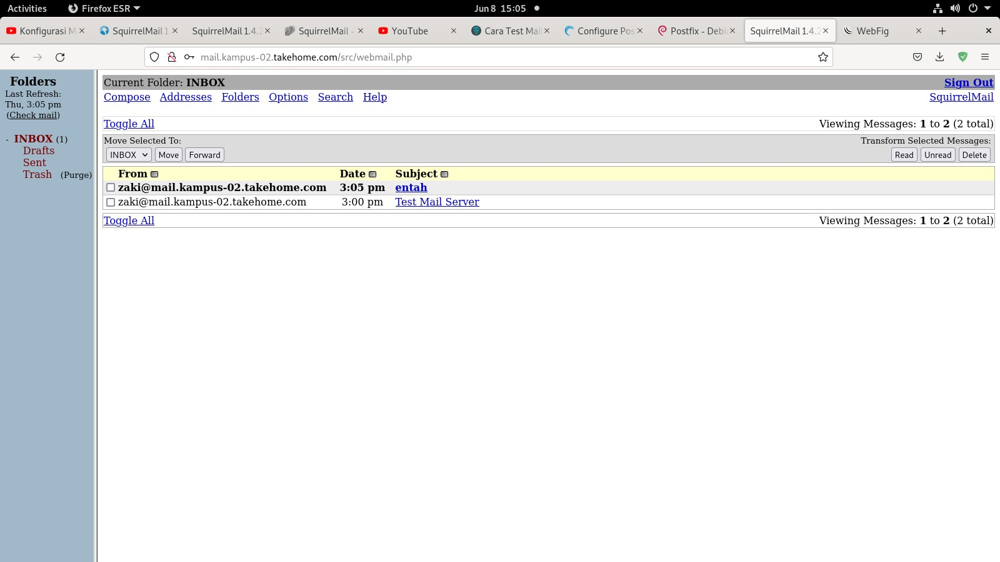 Activities Firefox ESR Jun 8 15:05
Konfigurasi M SquirrelMail 1. SquirrelMail 1.4.2 SquirrelMail - YouTube Cara Test Mail Configure Pos Postfix - Debi SquirrelMail 1.4.2 WebFig
mail.kampus-02.takehome.com/src/webmail.php
Folders
Last Refresh:
Thu, 3:05 pm
(Check mail)
- INBOX (1)
Drafts
Sent
Trash (Purge)
Current Folder: INBOX Sign Out
Compose Addresses Folders Options Search Help SquirrelMail
Toggle All Viewing Messages: 1 to 2 (2 total)
Move Selected To: Transform Selected Messages:
INBOX Move Forward Read Unread Delete
From Date Subject
zaki@mail.kampus-02.takehome.com 3:05 pm entah
zaki@mail.kampus-02.takehome.com 3:00 pm Test Mail Server
Toggle All Viewing Messages: 1 to 2 (2 total)